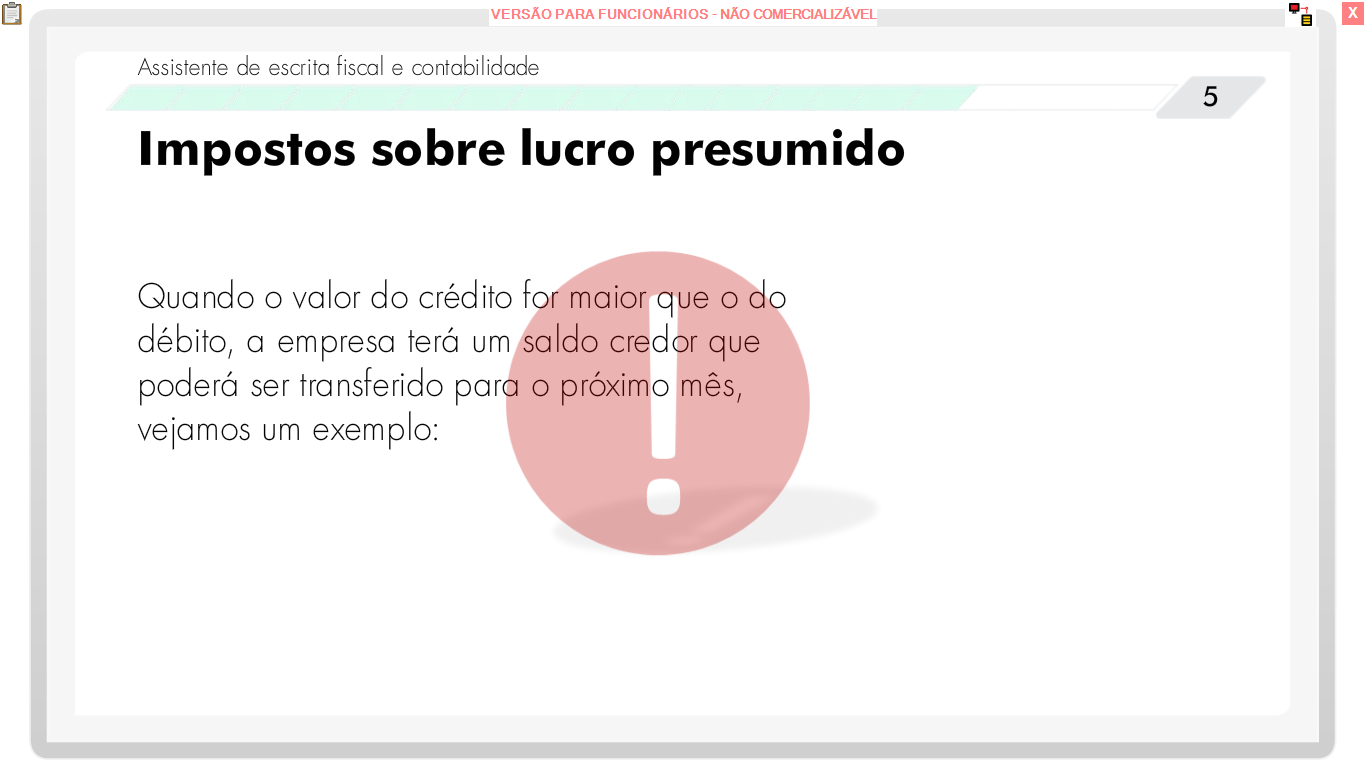 VERSÃO PARA FUNCIONÁRIOS - NÃO COMERCIALIZÁVEL
X
Assistente de escrita fiscal e contabilidade
5
Impostos sobre lucro presumido
Quando o valor do crédito for maior que o do
débito, a empresa terá um saldo credor que
poderá ser transferido para o próximo mês,
vejamos um exemplo:
!